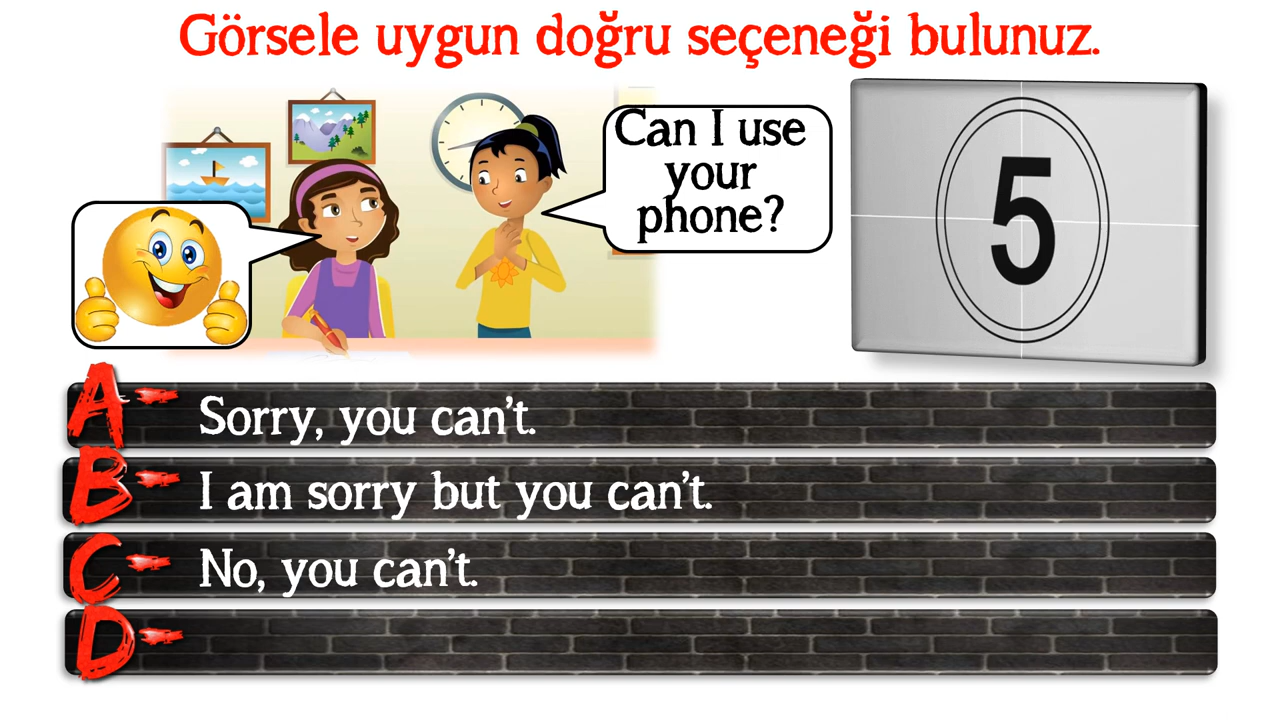 Görsele uygun doğru seçeneği bulunuz.
Can I use
your
phone?
5
A- Sorry, you can't.
B- I am sorry but you can't.
C- No, you can't.
D-